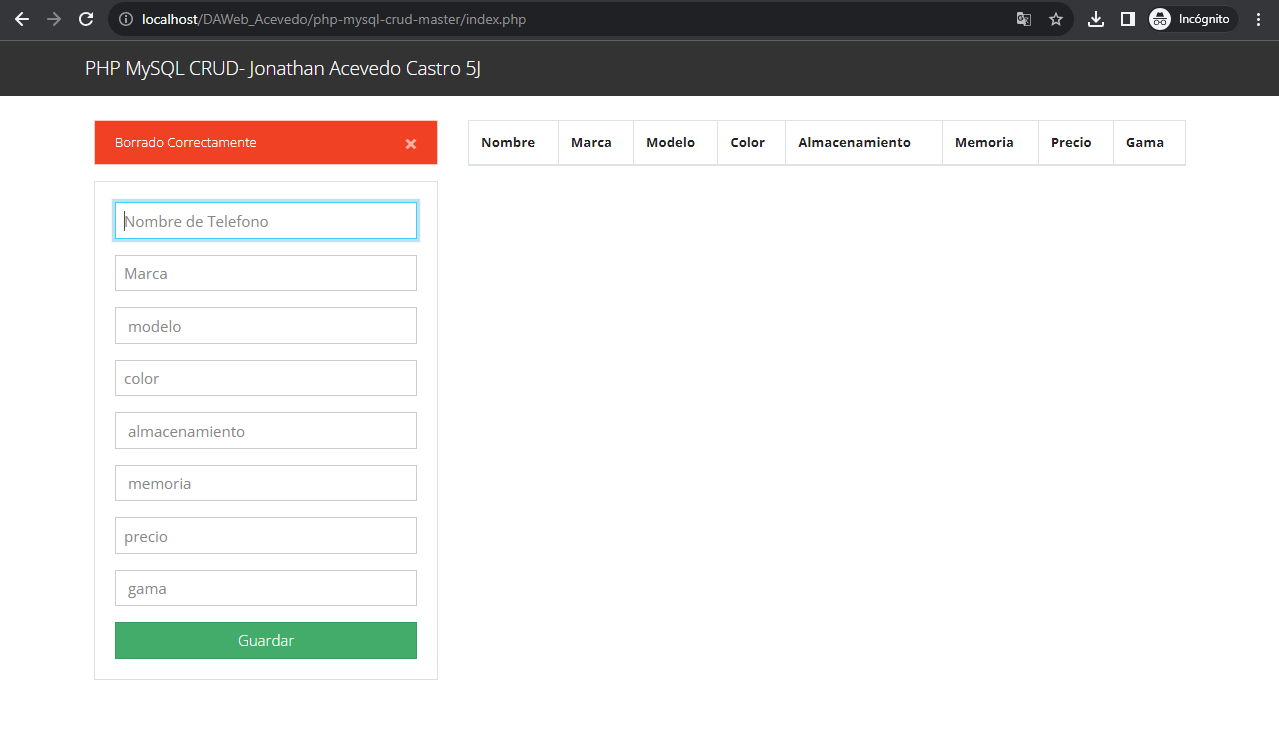 localhost/DAWeb_Acevedo/php-mysql-crud-master/index.php
Incógnito
PHP MySQL CRUD- Jonathan Acevedo Castro 5J
Borrado Correctamente ×
Nombre Marca Modelo Color Almacenamiento Memoria Precio Gama
Nombre de Telefono
Marca
modelo
color
almacenamiento
memoria
precio
gama
Guardar